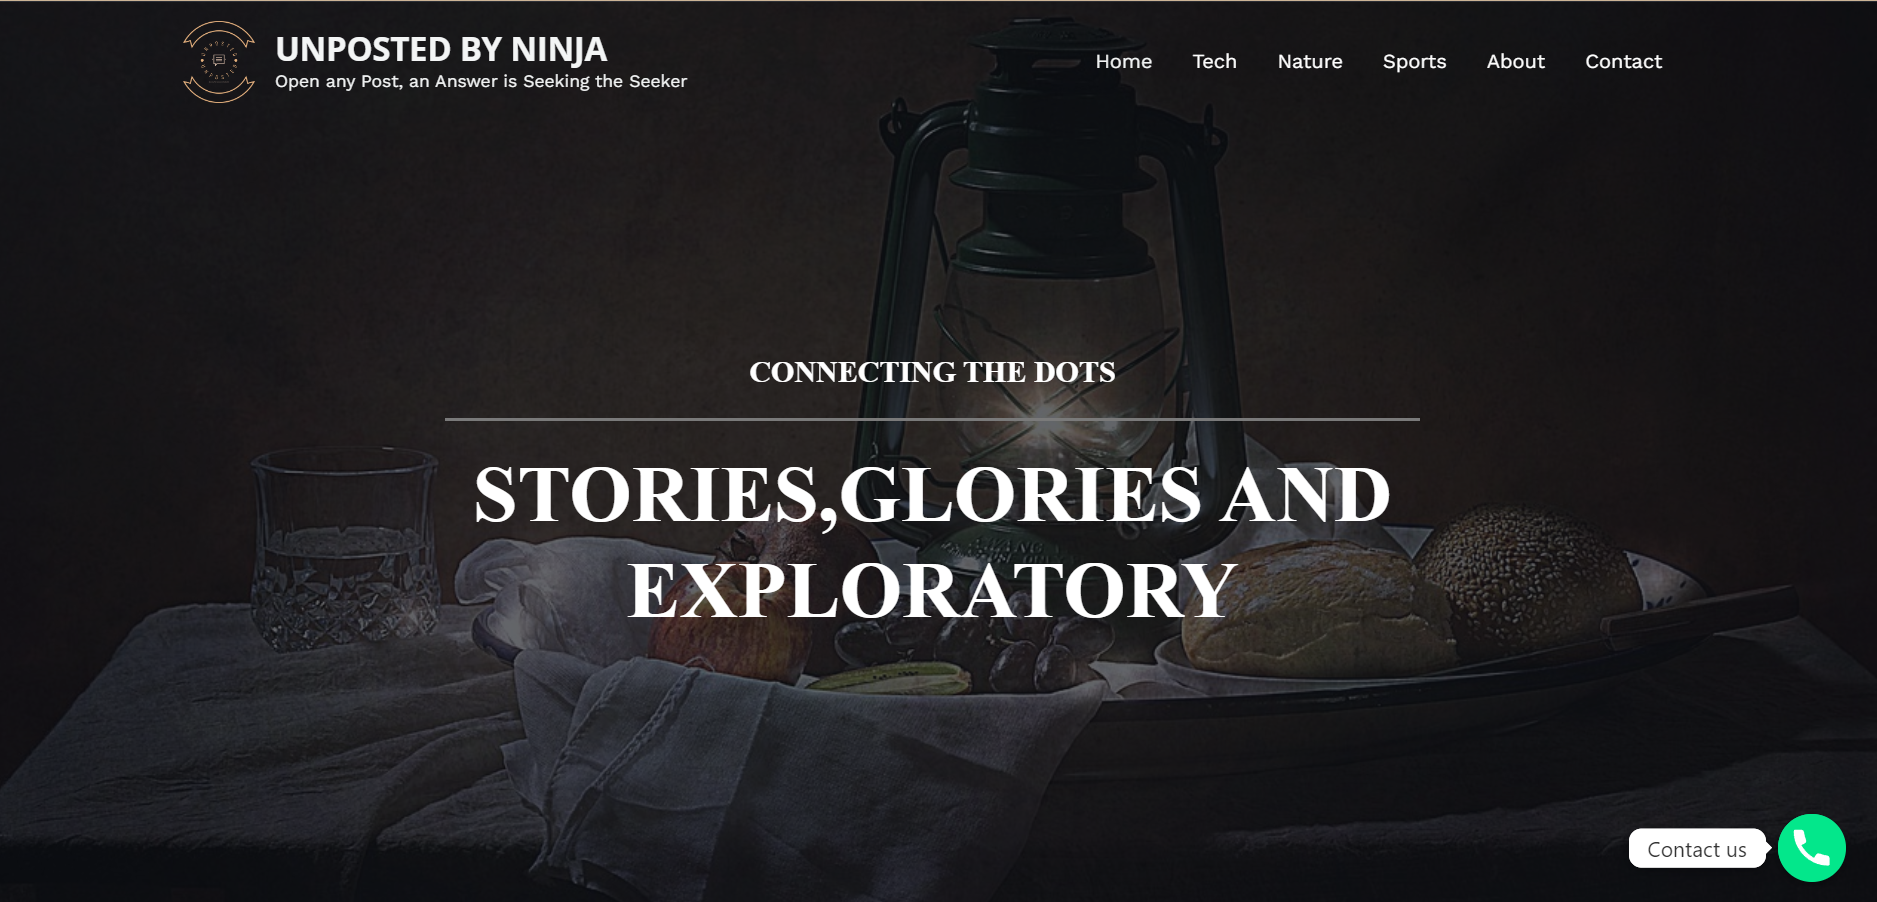 UNPOSTED BY NINJA
Open any Post, an Answer is Seeking the Seeker
Home Tech Nature Sports About Contact
CONNECTING THE DOTS
STORIES,GLORIES AND
EXPLORATORY
Contact us